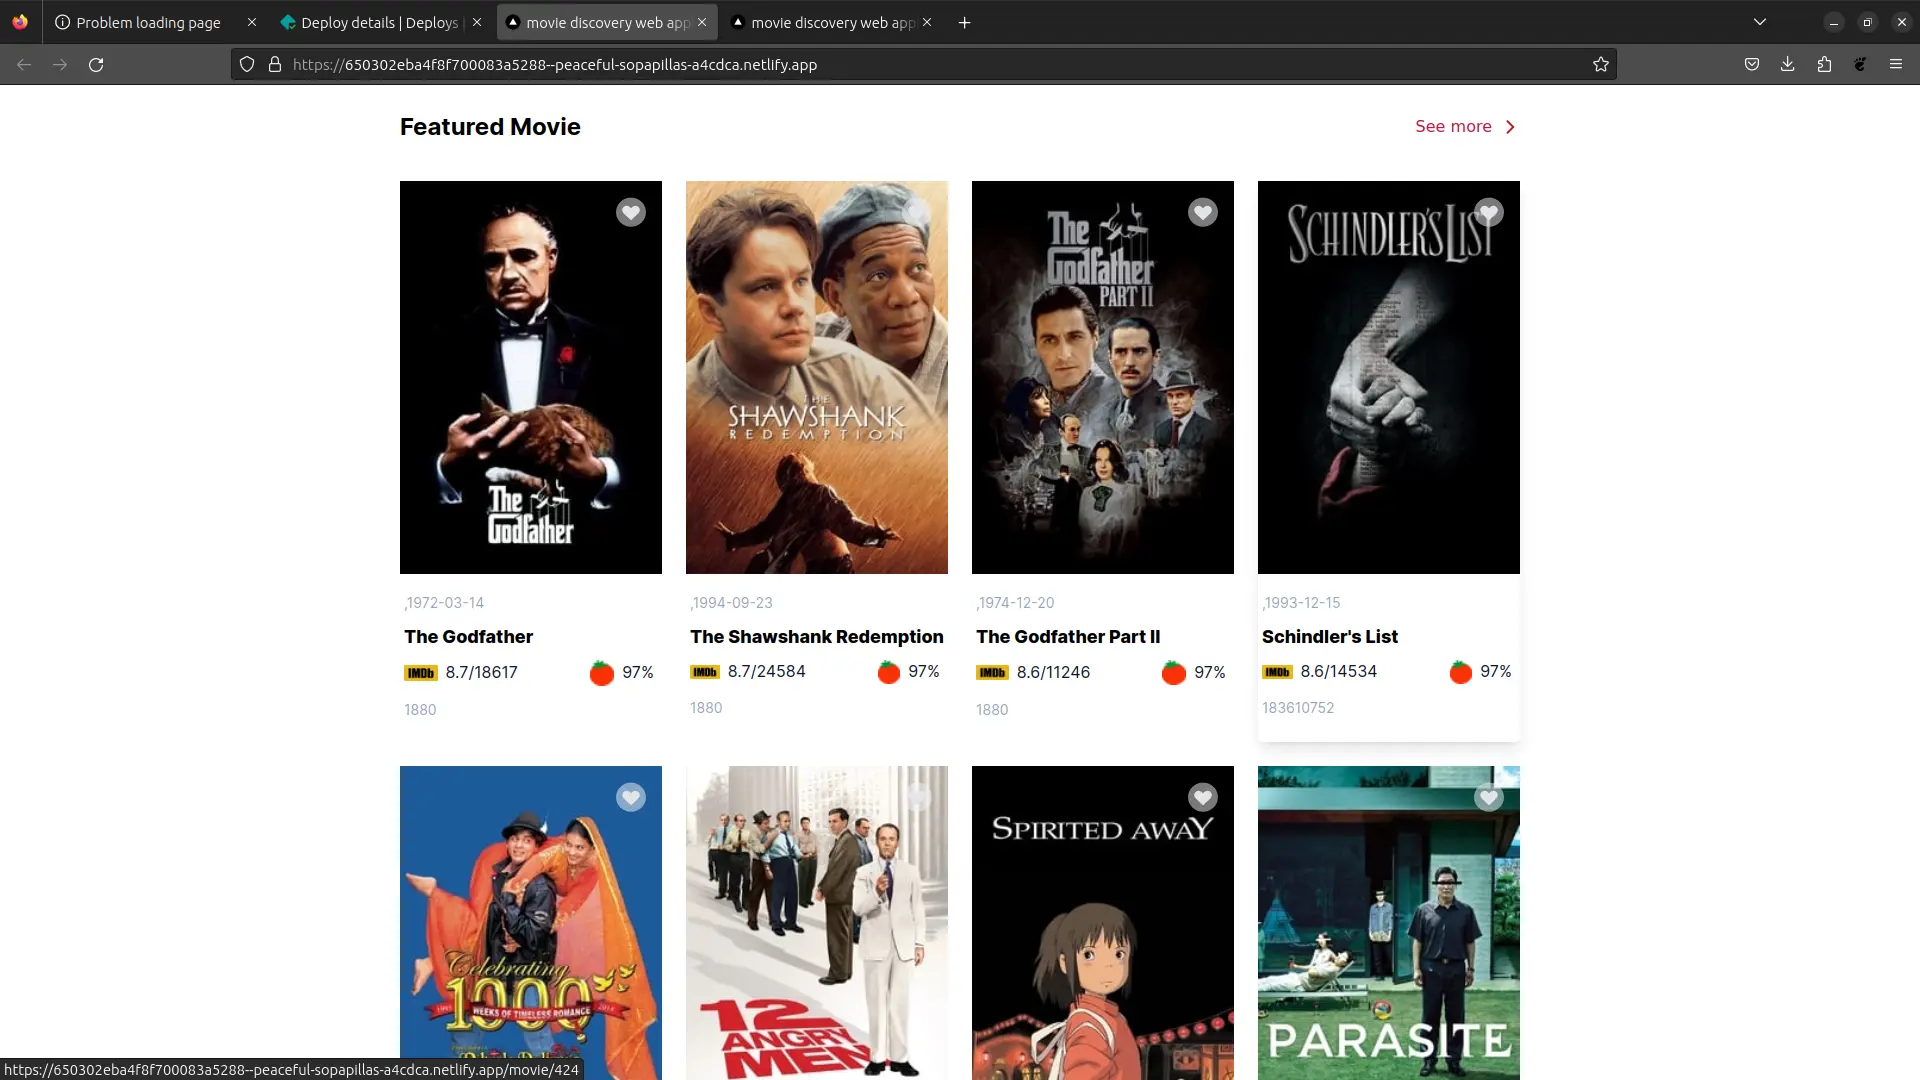 Problem loading page
Deploy details | Deploys |
movie discovery web app
movie discovery web app
https://650302eba4f8f700083a5288--peaceful-sopapillas-a4cdca.netlify.app
Featured Movie
See more
The
Godfather
THE
SHAWSHANK
REDEMPTION
The
Godfather
PART II
SCHINDLER'S LIST
,1972-03-14
The Godfather
IMDb 8.7/18617 97%
1880
,1994-09-23
The Shawshank Redemption
IMDb 8.7/24584 97%
1880
,1974-12-20
The Godfather Part II
IMDb 8.6/11246 97%
1880
,1993-12-15
Schindler's List
IMDb 8.6/14534 97%
183610752
Celebrating
1000
WEEKS OF TIMELESS ROMANCE
12
ANGRY
MEN
SPIRITED AWAY
PARASITE
https://650302eba4f8f700083a5288--peaceful-sopapillas-a4cdca.netlify.app/movie/424